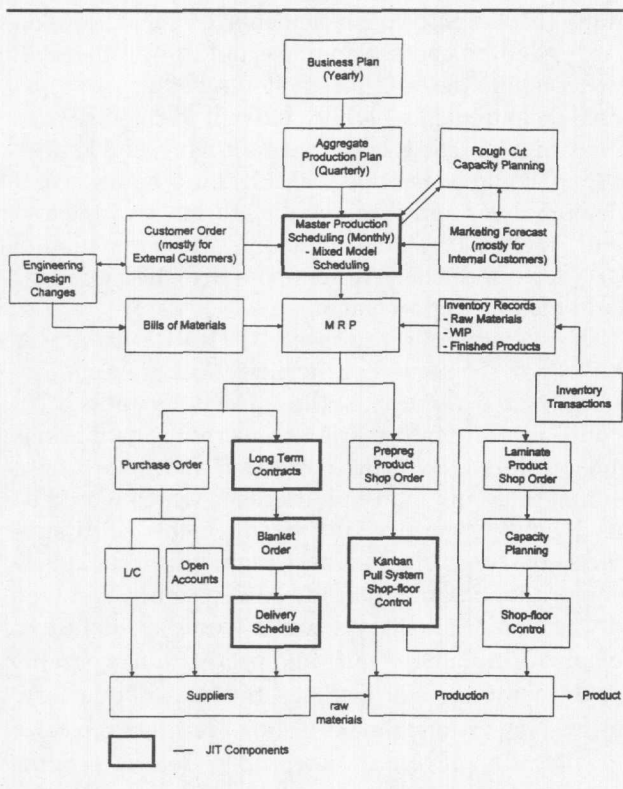 Business Plan
(Yearly)
Aggregate
Production Plan
(Quarterly)
Rough Cut
Capacity Planning
Customer Order
(mostly for
External Customers)
Master Production
Scheduling (Monthly)
- Mixed Model
Scheduling
Marketing Forecast
(mostly for
Internal Customers)
Engineering
Design
Changes
Bills of Materials
M R P
Inventory Records
- Raw Materials
- WIP
- Finished Products
Inventory
Transactions
Purchase Order
Long Term
Contracts
Prepreg
Product
Shop Order
Laminate
Product
Shop Order
L/C
Open
Accounts
Blanket
Order
Kanban
Pull System
Shop-floor
Control
Capacity
Planning
Delivery
Schedule
Shop-floor
Control
Suppliers
raw
materials
Production
Product
JIT Components